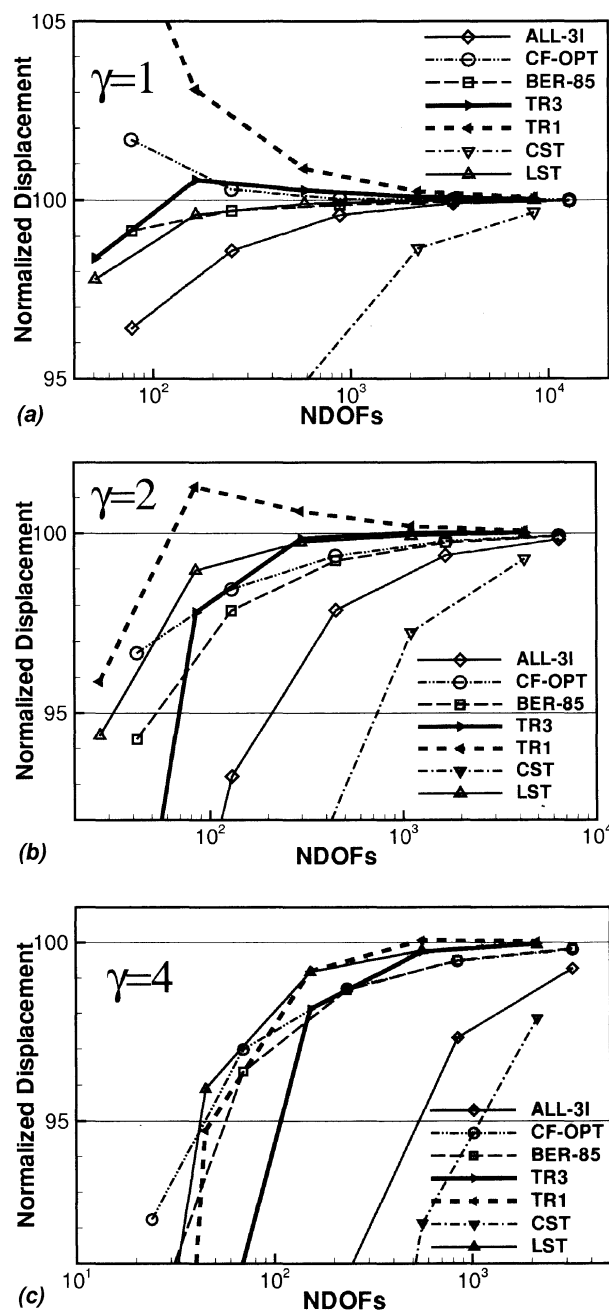 105
γ=1
ALL-3I
CF-OPT
BER-85
TR3
TR1
CST
LST
Normalized Displacement
100
95
10²
10³
10⁴
(a)
NDOFs
γ=2
Normalized Displacement
100
95
ALL-3I
CF-OPT
BER-85
TR3
TR1
CST
LST
10²
10³
10⁴
(b)
NDOFs
γ=4
Normalized Displacement
100
95
ALL-3I
CF-OPT
BER-85
TR3
TR1
CST
LST
10¹
10²
10³
(c)
NDOFs